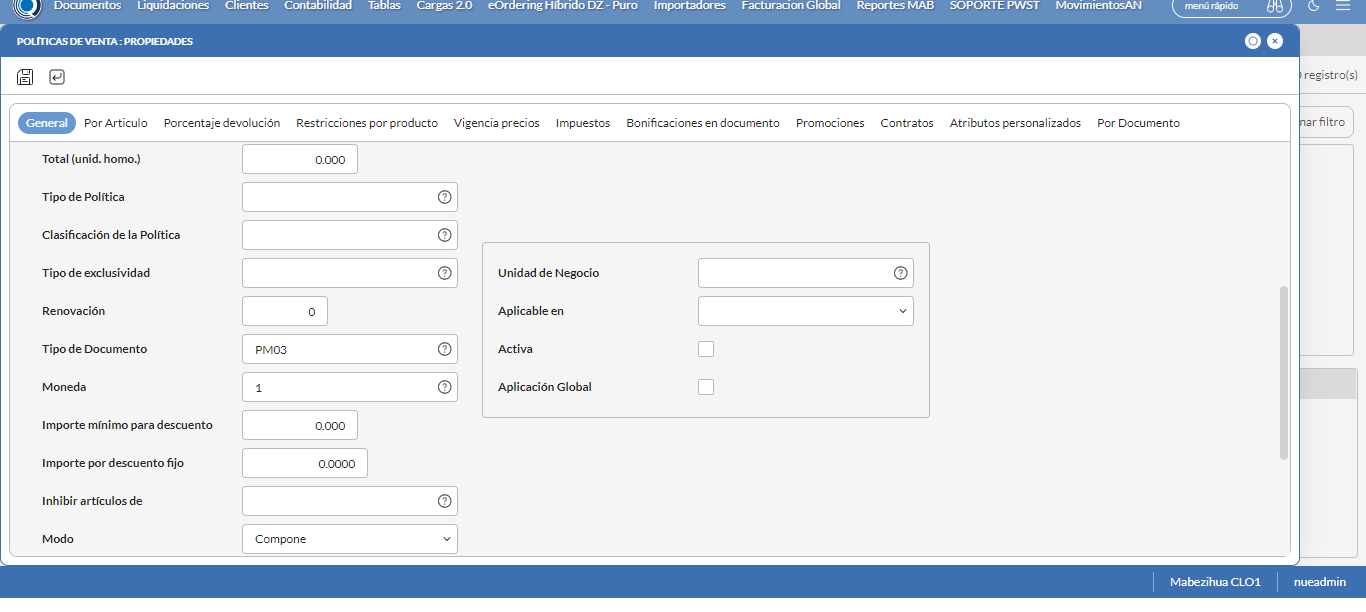 Documentos Liquidaciones Clientes Contabilidad Tablas Cargas 2.0 eOrdering Híbrido DZ - Puro Importadores Facturacion Global Reportes MAB SOPORTE PWST MovimientosAN menú rápido
POLÍTICAS DE VENTA : PROPIEDADES
registro(s)
General Por Articulo Porcentaje devolución Restricciones por producto Vigencia precios Impuestos Bonificaciones en documento Promociones Contratos Atributos personalizados Por Documento
filtro
Total (unid. homo.) 0.000
Tipo de Política
Clasificación de la Política
Tipo de exclusividad Unidad de Negocio
Renovación 0 Aplicable en
Tipo de Documento PM03 Activa
Moneda 1 Aplicación Global
Importe mínimo para descuento 0.000
Importe por descuento fijo 0.0000
Inhibir artículos de
Modo Compone
Mabezihua CLO1 nueadmin